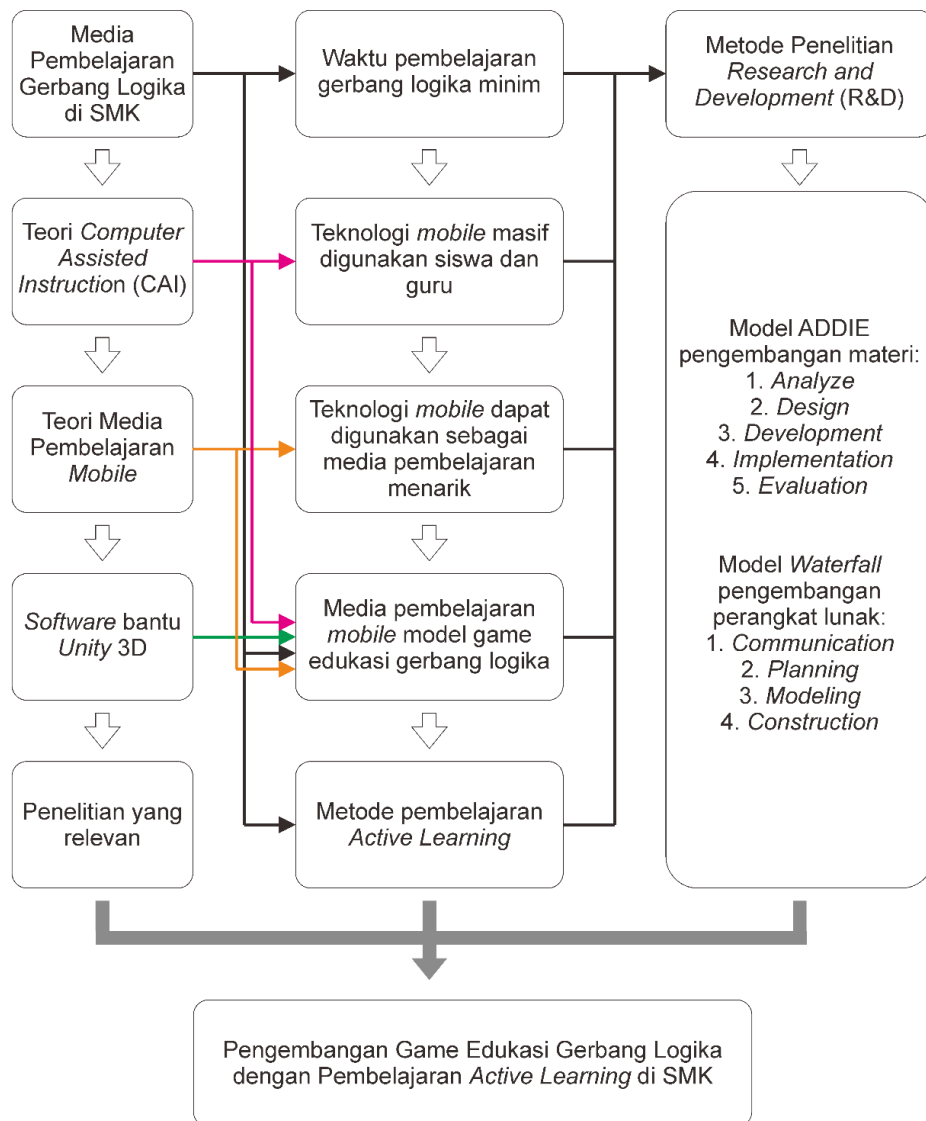 Media
Pembelajaran
Gerbang Logika
di SMK
Teori Computer
Assisted
Instruction (CAI)
Teori Media
Pembelajaran
Mobile
Software bantu
Unity 3D
Penelitian yang
relevan
Waktu pembelajaran
gerbang logika minim
Teknologi mobile masif
digunakan siswa dan
guru
Teknologi mobile dapat
digunakan sebagai
media pembelajaran
menarik
Media pembelajaran
mobile model game
edukasi gerbang logika
Metode pembelajaran
Active Learning
Metode Penelitian
Research and
Development (R&D)
Model ADDIE
pengembangan materi:
1. Analyze
2. Design
3. Development
4. Implementation
5. Evaluation
Model Waterfall
pengembangan
perangkat lunak:
1. Communication
2. Planning
3. Modeling
4. Construction
Pengembangan Game Edukasi Gerbang Logika
dengan Pembelajaran Active Learning di SMK